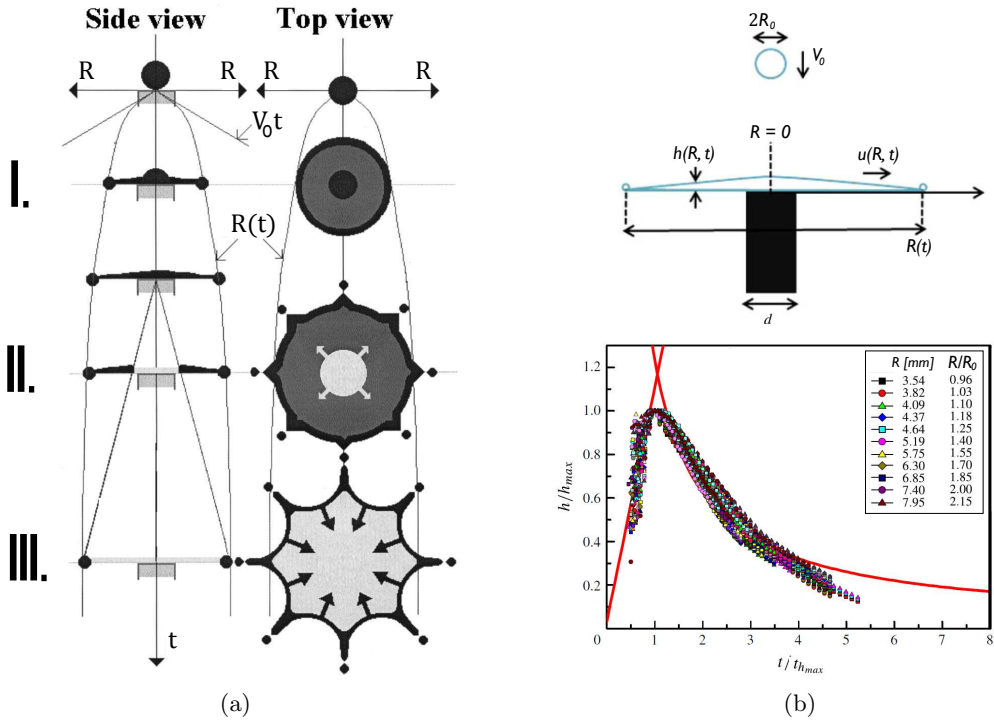 Side view
Top view
R R
R R
V₀t
I.
R(t)
II.
III.
t
(a)
2R₀
V₀
R = 0
h(R, t)
u(R, t)
R(t)
d
R [mm] R/R₀
3.54 0.96
3.82 1.03
4.09 1.10
4.37 1.18
4.64 1.25
5.19 1.40
5.75 1.55
6.30 1.70
6.85 1.85
7.40 2.00
7.95 2.15
h/h_max
1.2
1.0
0.8
0.6
0.4
0.2
0 1 2 3 4 5 6 7 8
t/t_{h_max}
(b)